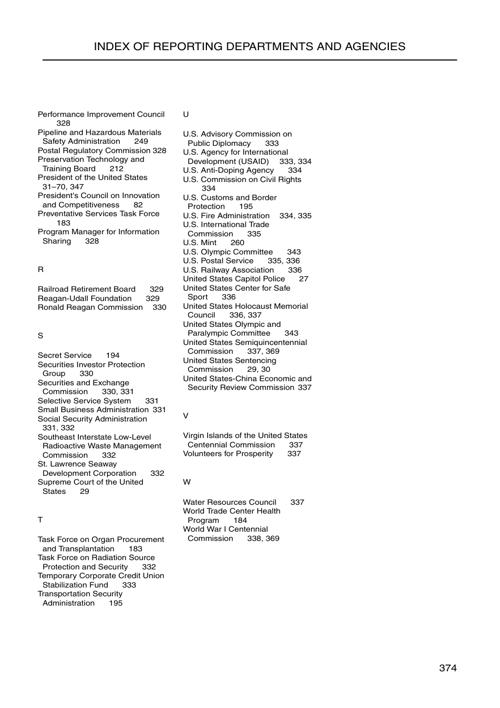 INDEX OF REPORTING DEPARTMENTS AND AGENCIES
Performance Improvement Council
328
Pipeline and Hazardous Materials
Safety Administration 249
Postal Regulatory Commission 328
Preservation Technology and
Training Board 212
President of the United States
31–70, 347
President's Council on Innovation
and Competitiveness 82
Preventative Services Task Force
183
Program Manager for Information
Sharing 328
R
Railroad Retirement Board 329
Reagan-Udall Foundation 329
Ronald Reagan Commission 330
S
Secret Service 194
Securities Investor Protection
Group 330
Securities and Exchange
Commission 330, 331
Selective Service System 331
Small Business Administration 331
Social Security Administration
331, 332
Southeast Interstate Low-Level
Radioactive Waste Management
Commission 332
St. Lawrence Seaway
Development Corporation 332
Supreme Court of the United
States 29
T
Task Force on Organ Procurement
and Transplantation 183
Task Force on Radiation Source
Protection and Security 332
Temporary Corporate Credit Union
Stabilization Fund 333
Transportation Security
Administration 195
U
U.S. Advisory Commission on
Public Diplomacy 333
U.S. Agency for International
Development (USAID) 333, 334
U.S. Anti-Doping Agency 334
U.S. Commission on Civil Rights
334
U.S. Customs and Border
Protection 195
U.S. Fire Administration 334, 335
U.S. International Trade
Commission 335
U.S. Mint 260
U.S. Olympic Committee 343
U.S. Postal Service 335, 336
U.S. Railway Association 336
United States Capitol Police 27
United States Center for Safe
Sport 336
United States Holocaust Memorial
Council 336, 337
United States Olympic and
Paralympic Committee 343
United States Semiquincentennial
Commission 337, 369
United States Sentencing
Commission 29, 30
United States-China Economic and
Security Review Commission 337
V
Virgin Islands of the United States
Centennial Commission 337
Volunteers for Prosperity 337
W
Water Resources Council 337
World Trade Center Health
Program 184
World War I Centennial
Commission 338, 369
374